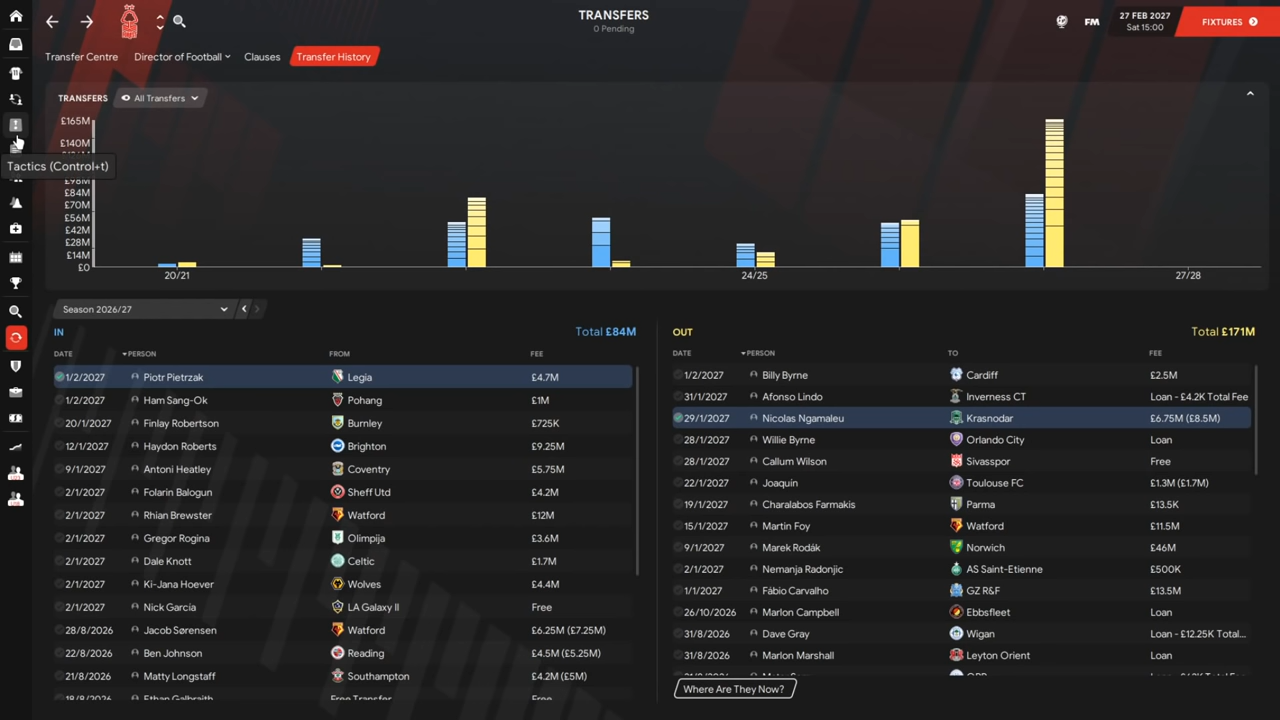 TRANSFERS
0 Pending
FM
27 FEB 2027
Sat 15:00
FIXTURES
Transfer Centre
Director of Football
Clauses
Transfer History
TRANSFERS
All Transfers
£165M
£140M
Tactics (Control+t)
£98M
£84M
£70M
£56M
£42M
£28M
£14M
£0
20/21
24/25
27/28
Season 2026/27
IN
Total £84M
DATE PERSON FROM FEE
1/2/2027 Piotr Pietrzak Legia £4.7M
1/2/2027 Ham Sang-Ok Pohang £1M
20/1/2027 Finlay Robertson Burnley £725K
12/1/2027 Haydon Roberts Brighton £9.25M
9/1/2027 Antoni Heatley Coventry £5.75M
2/1/2027 Folarin Balogun Sheff Utd £4.2M
2/1/2027 Rhian Brewster Watford £12M
2/1/2027 Gregor Rogina Olimpija £3.6M
2/1/2027 Dale Knott Celtic £1.7M
2/1/2027 Ki-Jana Hoever Wolves £4.4M
2/1/2027 Nick Garcia LA Galaxy II Free
28/8/2026 Jacob Sørensen Watford £6.25M (£7.25M)
22/8/2026 Ben Johnson Reading £4.5M (£5.25M)
21/8/2026 Matty Longstaff Southampton £4.2M (£5M)
18/8/2026 Ethan Galbraith Free Transfer Free
OUT
Total £171M
DATE PERSON TO FEE
1/2/2027 Billy Byrne Cardiff £2.5M
31/1/2027 Afonso Lindo Inverness CT Loan - £4.2K Total Fee
29/1/2027 Nicolas Ngamaleu Krasnodar £6.75M (£8.5M)
28/1/2027 Willie Byrne Orlando City Loan
28/1/2027 Callum Wilson Sivasspor Free
22/1/2027 Joaquín Toulouse FC £1.3M (£1.7M)
19/1/2027 Charalabos Farmakis Parma £13.5K
15/1/2027 Martin Foy Watford £11.5M
9/1/2027 Marek Rodák Norwich £46M
2/1/2027 Nemanja Radonjic AS Saint-Etienne £500K
1/1/2027 Fábio Carvalho GZ R&F £13.5M
26/10/2026 Marlon Campbell Ebbsfleet Loan
31/8/2026 Dave Gray Wigan Loan - £12.25K Total...
31/8/2026 Marlon Marshall Leyton Orient Loan
Where Are They Now?